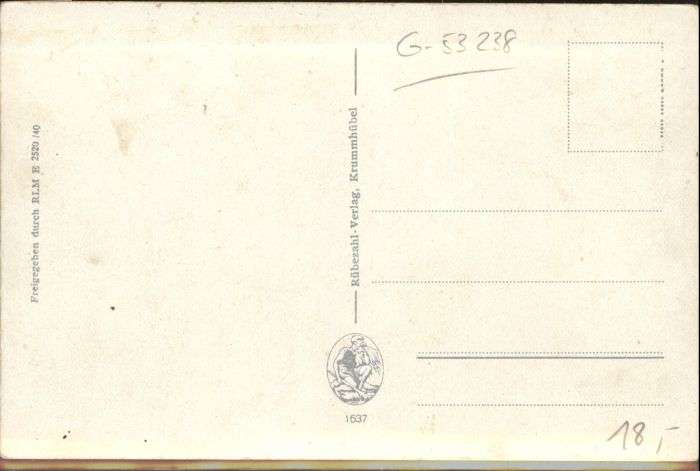 Freigegeben durch RLM E 2520/40
Rübezahl-Verlag, Krummhübel
1637
G-53238
18,-